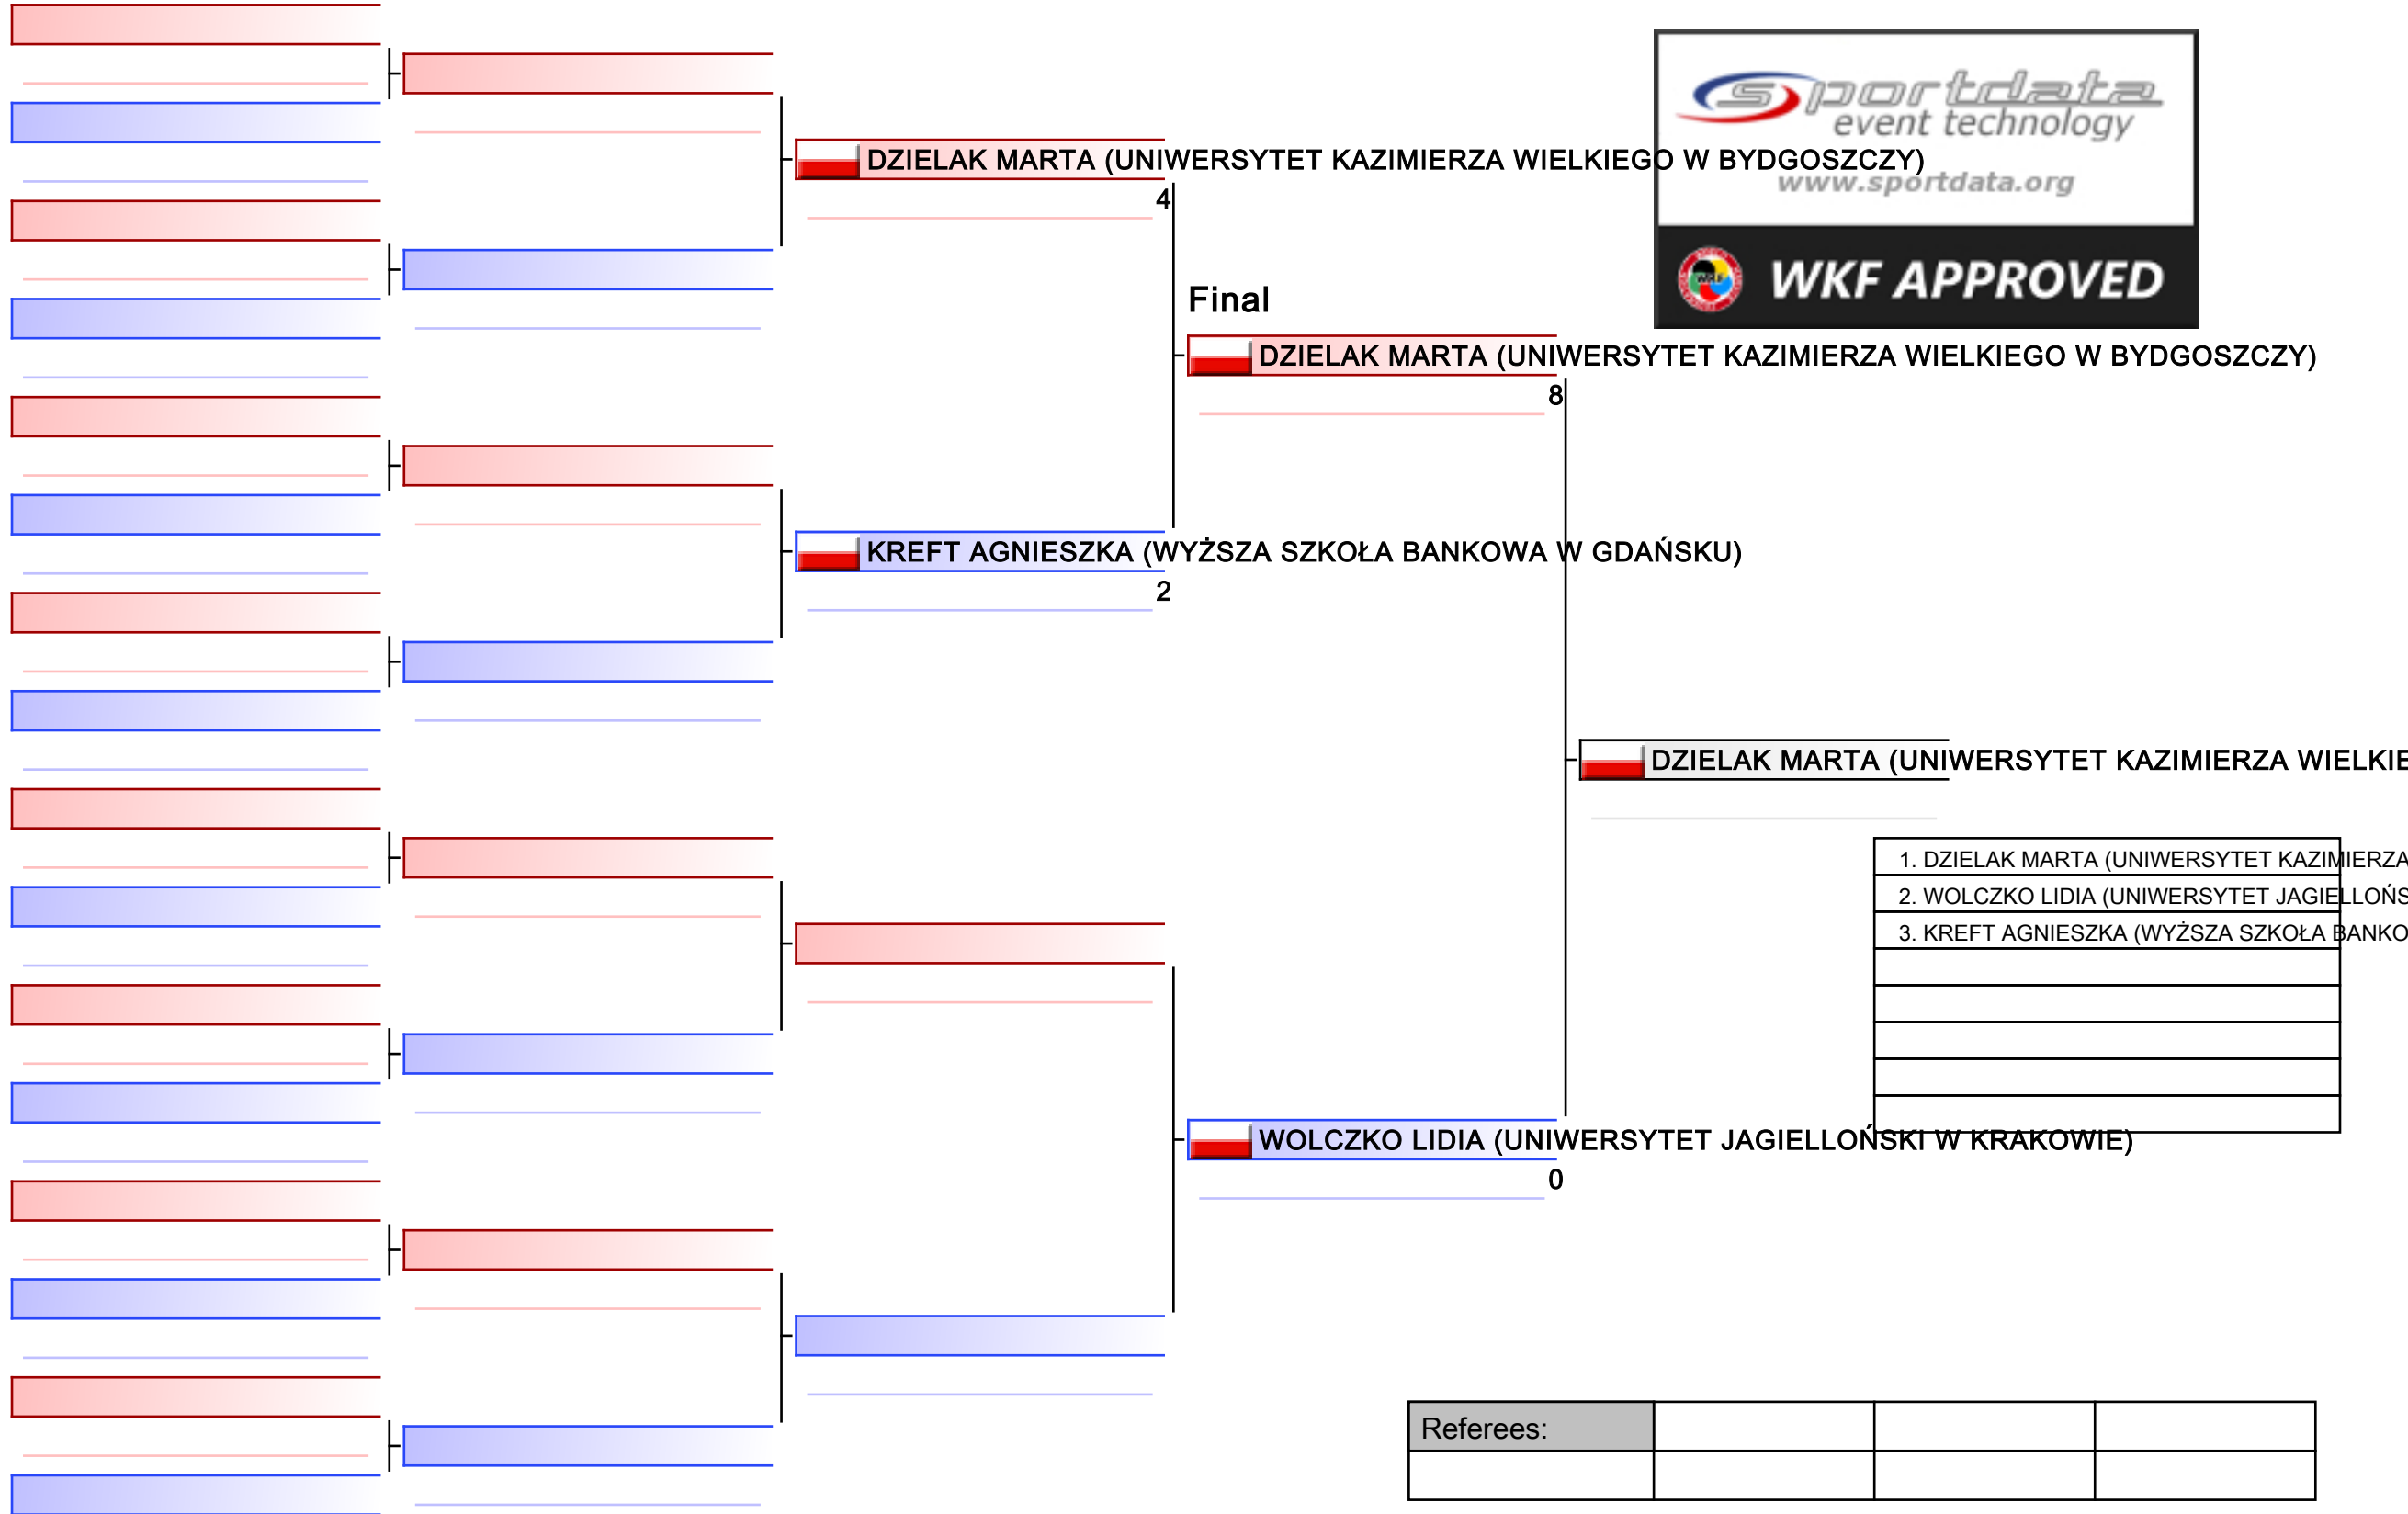 sportdata
event technology
www.sportdata.org
WKF APPROVED
DZIELAK MARTA (UNIWERSYTET KAZIMIERZA WIELKIEGO W BYDGOSZCZY)
4
Final
DZIELAK MARTA (UNIWERSYTET KAZIMIERZA WIELKIEGO W BYDGOSZCZY)
8
KREFT AGNIESZKA (WYŻSZA SZKOŁA BANKOWA W GDAŃSKU)
2
DZIELAK MARTA (UNIWERSYTET KAZIMIERZA WIELKIE
1. DZIELAK MARTA (UNIWERSYTET KAZIMIERZA
2. WOLCZKO LIDIA (UNIWERSYTET JAGIELLOŃS
3. KREFT AGNIESZKA (WYŻSZA SZKOŁA BANKO
WOLCZKO LIDIA (UNIWERSYTET JAGIELLOŃSKI W KRAKOWIE)
0
Referees: